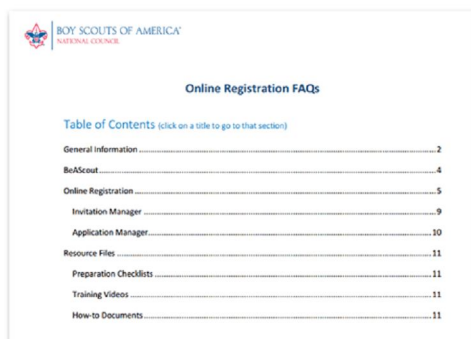 BOY SCOUTS OF AMERICA®
NATIONAL COUNCIL
Online Registration FAQs
Table of Contents (click on a title to go to that section)
General Information ........ 2
BeAScout ........ 4
Online Registration ........ 5
Invitation Manager ........ 9
Application Manager ........ 10
Resource Files ........ 11
Preparation Checklists ........ 11
Training Videos ........ 11
How-to Documents ........ 11